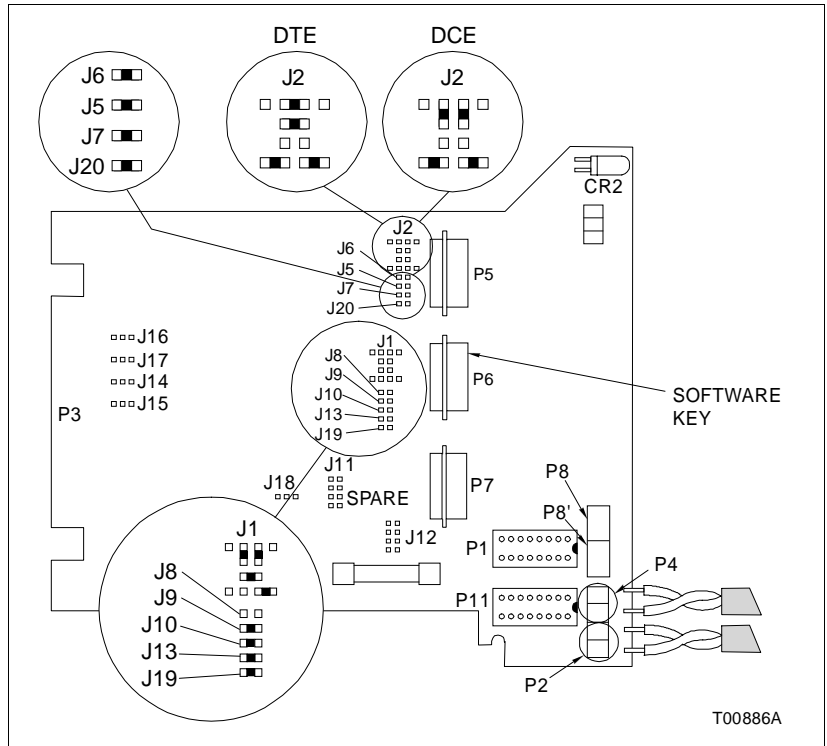 DTE DCE
J6 J2 J2
J5
J7
J20
CR2
J2
J6
J5
J7
J20
P5
J16
J17
J14
J15
P3
J1
J8
J9
J10
J13
J19
P6
SOFTWARE
KEY
J18
J11
SPARE
J12
P7
P8
P8'
P1
P4
P11
P2
J1
J8
J9
J10
J13
J19
T00886A